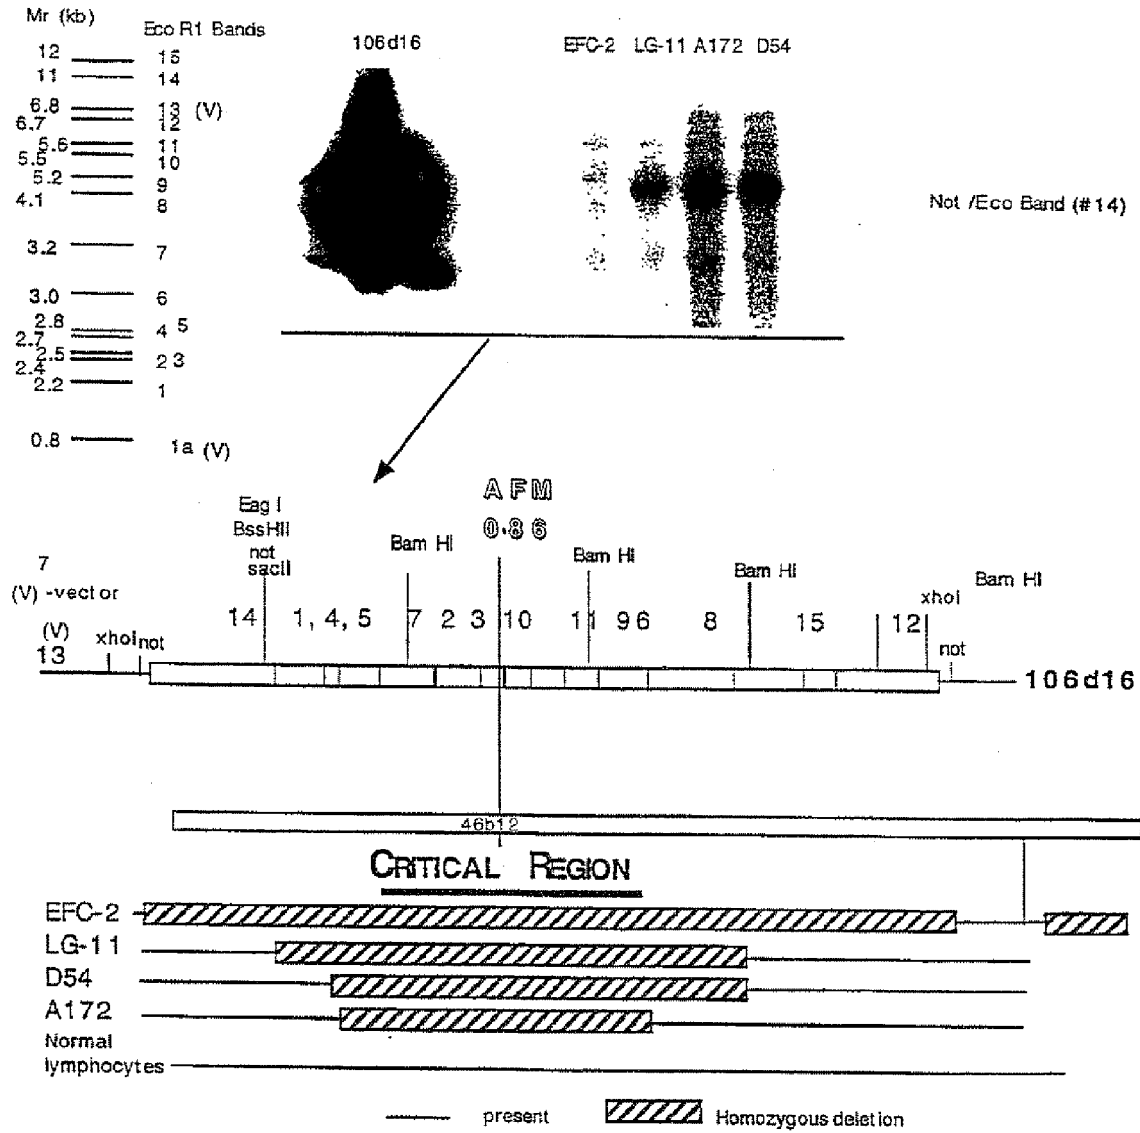 Mr (kb)
Eco R1 Bands
106d16
EFC-2 LG-11 A172 D54
12 15
11 14
6.8 13 (V)
6.7 12
5.6 11
5.5 10
5.2 9
4.1 8
Not /Eco Band (#14)
3.2 7
3.0 6
2.8 5
2.7 4
2.5 3
2.4 2
2.2 1
0.8 1a (V)
AFM
0.86
Eag I
BssHII
not
sacII
Bam HI
Bam HI
Bam HI
Bam HI
7
(V) -vector
14 1, 4, 5 7 2 3 10 11 9 6 8 15 12
xhoI
(V)
13
xhoI
not
not
106d16
46b12
CRITICAL REGION
EFC-2
LG-11
D54
A172
Normal
lymphocytes
present
Homozygous deletion